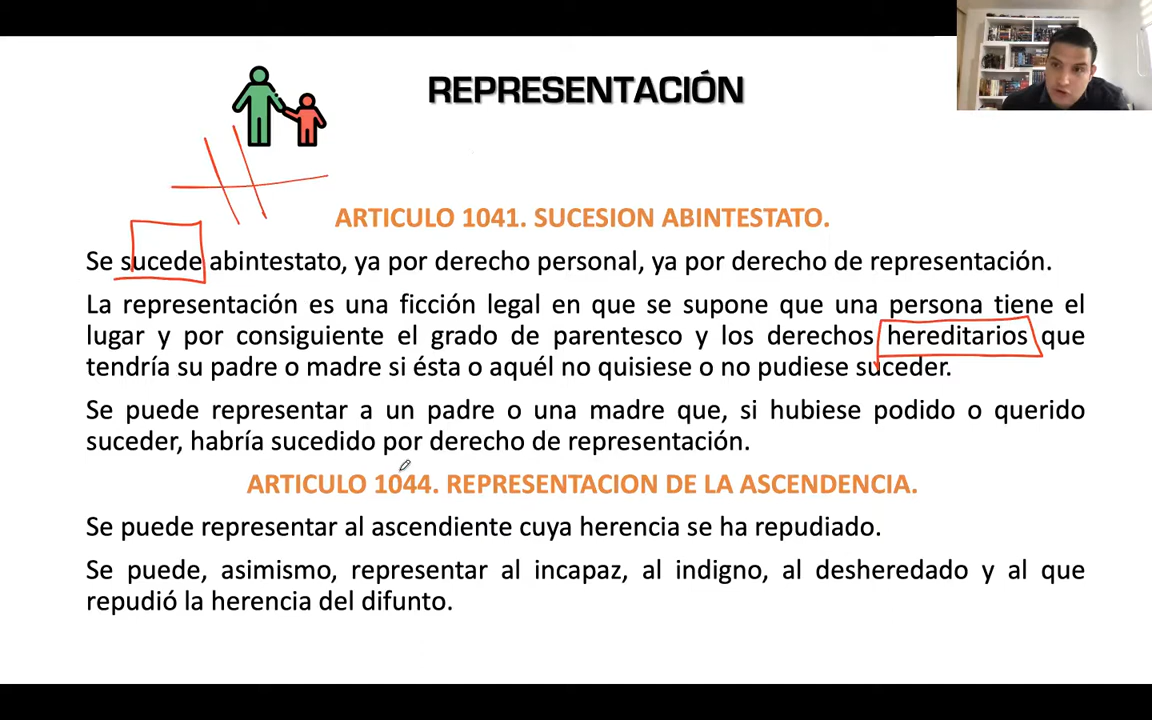 REPRESENTACIÓN
ARTICULO 1041. SUCESION ABINTESTATO.
Se sucede abintestato, ya por derecho personal, ya por derecho de representación.
La representación es una ficción legal en que se supone que una persona tiene el
lugar y por consiguiente el grado de parentesco y los derechos hereditarios que
tendría su padre o madre si ésta o aquél no quisiese o no pudiese suceder.
Se puede representar a un padre o una madre que, si hubiese podido o querido
suceder, habría sucedido por derecho de representación.
ARTICULO 1044. REPRESENTACION DE LA ASCENDENCIA.
Se puede representar al ascendiente cuya herencia se ha repudiado.
Se puede, asimismo, representar al incapaz, al indigno, al desheredado y al que
repudió la herencia del difunto.